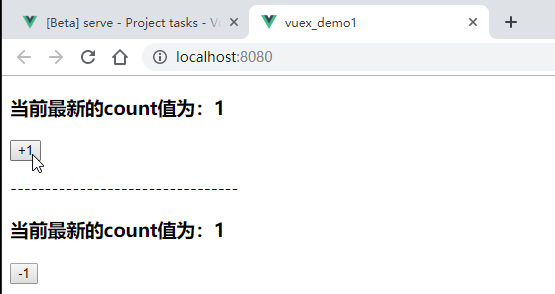 [Beta] serve - Project tasks - Vu
vuex_demo1
localhost:8080
当前最新的count值为：1
+1
---------------------------------
当前最新的count值为：1
-1